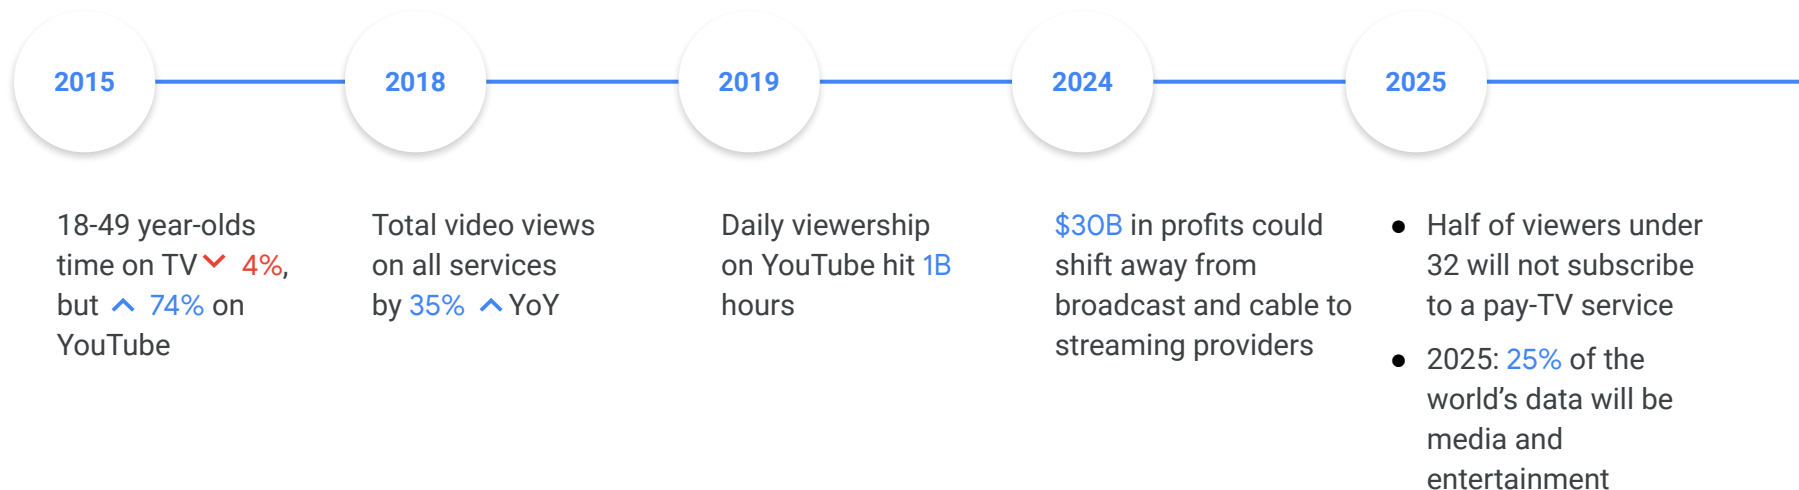 2015
2018
2019
2024
2025
18-49 year-olds
time on TV 4%,
but 74% on
YouTube
Total video views
on all services
by 35% YoY
Daily viewership
on YouTube hit 1B
hours
$30B in profits could
shift away from
broadcast and cable to
streaming providers
● Half of viewers under
32 will not subscribe
to a pay-TV service
● 2025: 25% of the
world’s data will be
media and
entertainment